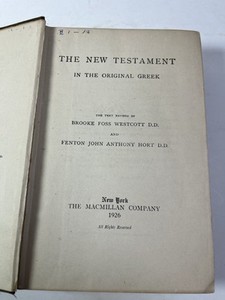 THE NEW TESTAMENT
IN THE ORIGINAL GREEK
THE TEXT REVISED BY
BROOKE FOSS WESTCOTT D.D.
AND
FENTON JOHN ANTHONY HORT D.D.
New York
THE MACMILLAN COMPANY
1926
All Rights Reserved